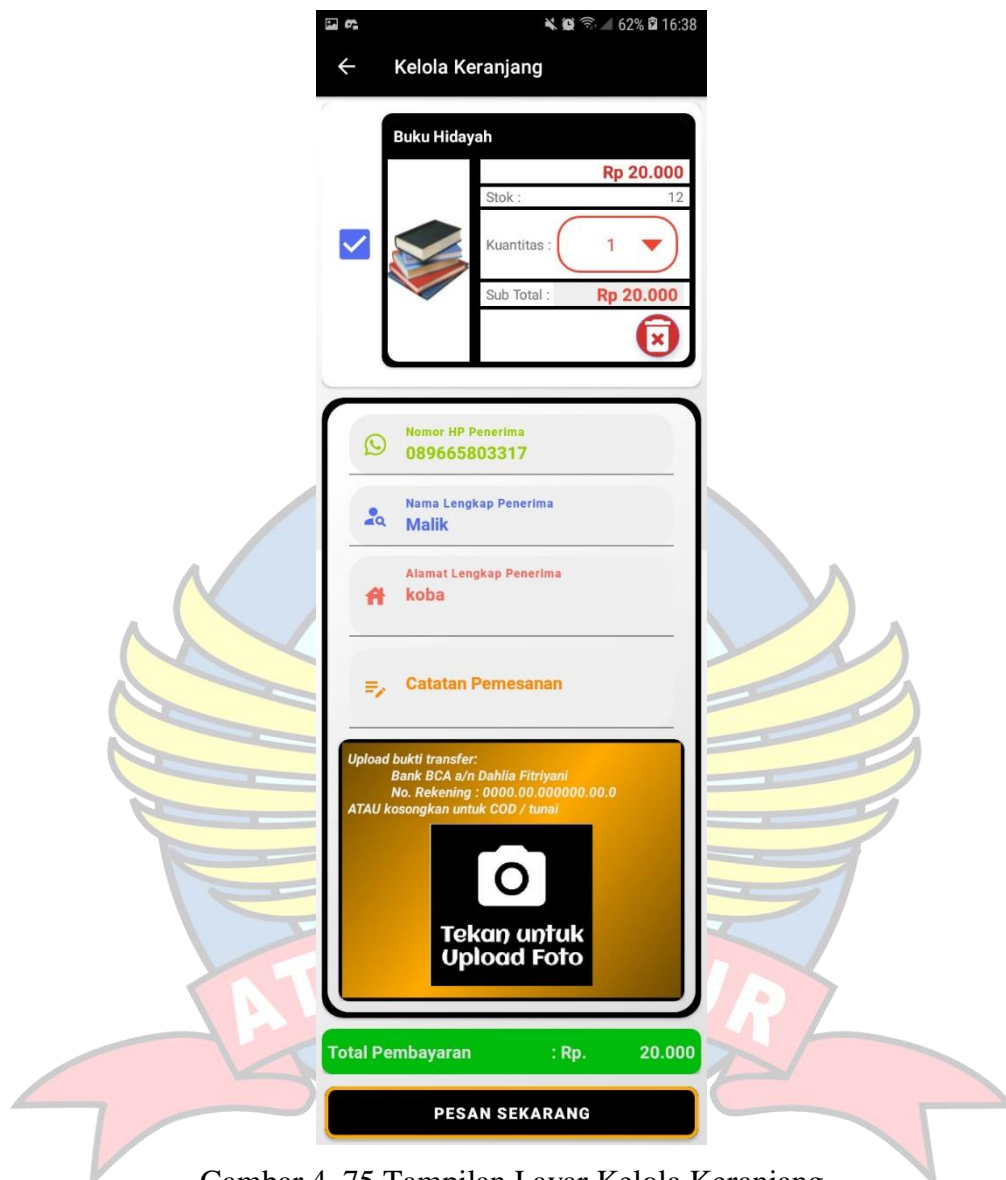 62% 16:38
Kelola Keranjang
Buku Hidayah
Rp 20.000
Stok : 12
Kuantitas : 1
Sub Total : Rp 20.000
Nomor HP Penerima
089665803317
Nama Lengkap Penerima
Malik
Alamat Lengkap Penerima
koba
Catatan Pemesanan
Upload bukti transfer:
Bank BCA a/n Dahlia Fitriyani
No. Rekening : 0000.00.000000.00.0
ATAU kosongkan untuk COD / tunai
Tekan untuk
Upload Foto
Total Pembayaran : Rp. 20.000
PESAN SEKARANG
Gambar 4. 75 Tampilan Layar Kelola Keranjang